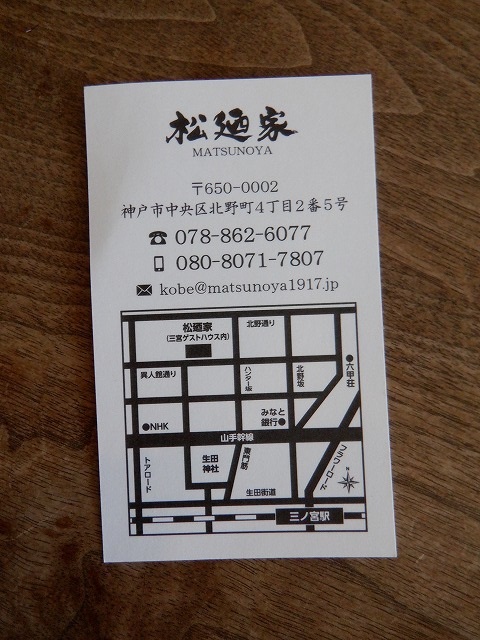 松廼家
MATSUNOYA
〒650-0002
神戸市中央区北野町4丁目2番5号
078-862-6077
080-8071-7807
kobe@matsunoya1917.jp
松廼家
(三宮ゲストハウス内)
北野通り
異人館通り
ハンター坂
北野坂
六甲荘
みなと
銀行
NHK
山手幹線
トアロード
生田
神社
東門筋
フラワーロード
生田街道
三ノ宮駅